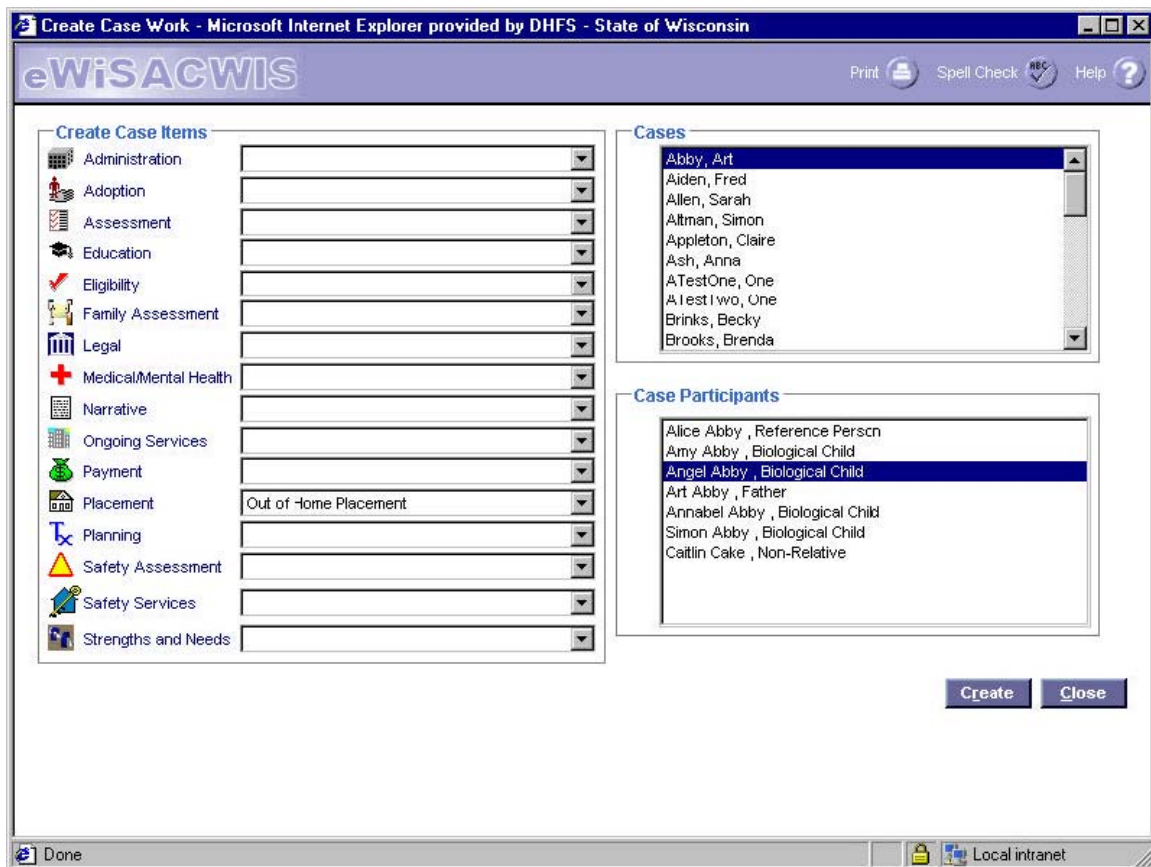 Create Case Work - Microsoft Internet Explorer provided by DHFS - State of Wisconsin
eWiSACWIS
Print Spell Check ABC Help ?
Create Case Items
Administration
Adoption
Assessment
Education
Eligibility
Family Assessment
Legal
Medical/Mental Health
Narrative
Ongoing Services
Payment
Placement Out of Home Placement
Planning
Safety Assessment
Safety Services
Strengths and Needs
Cases
Abby, Art
Aiden, Fred
Allen, Sarah
Altman, Simon
Appleton, Claire
Ash, Anna
ATestOne, One
ATestTwo, One
Brinks, Becky
Brooks, Brenda
Case Participants
Alice Abby , Reference Person
Amy Abby , Biological Child
Angel Abby , Biological Child
Art Abby , Father
Annabel Abby , Biological Child
Simon Abby , Biological Child
Caitlin Cake , Non-Relative
Create Close
Done Local intranet